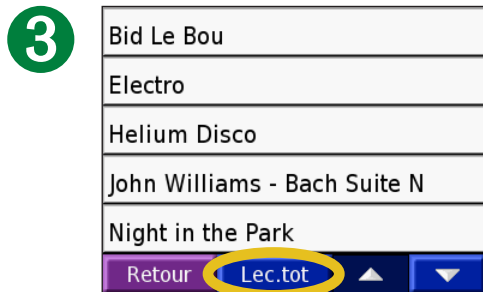 3
Bid Le Bou
Electro
Helium Disco
John Williams - Bach Suite N
Night in the Park
Retour Lec.tot